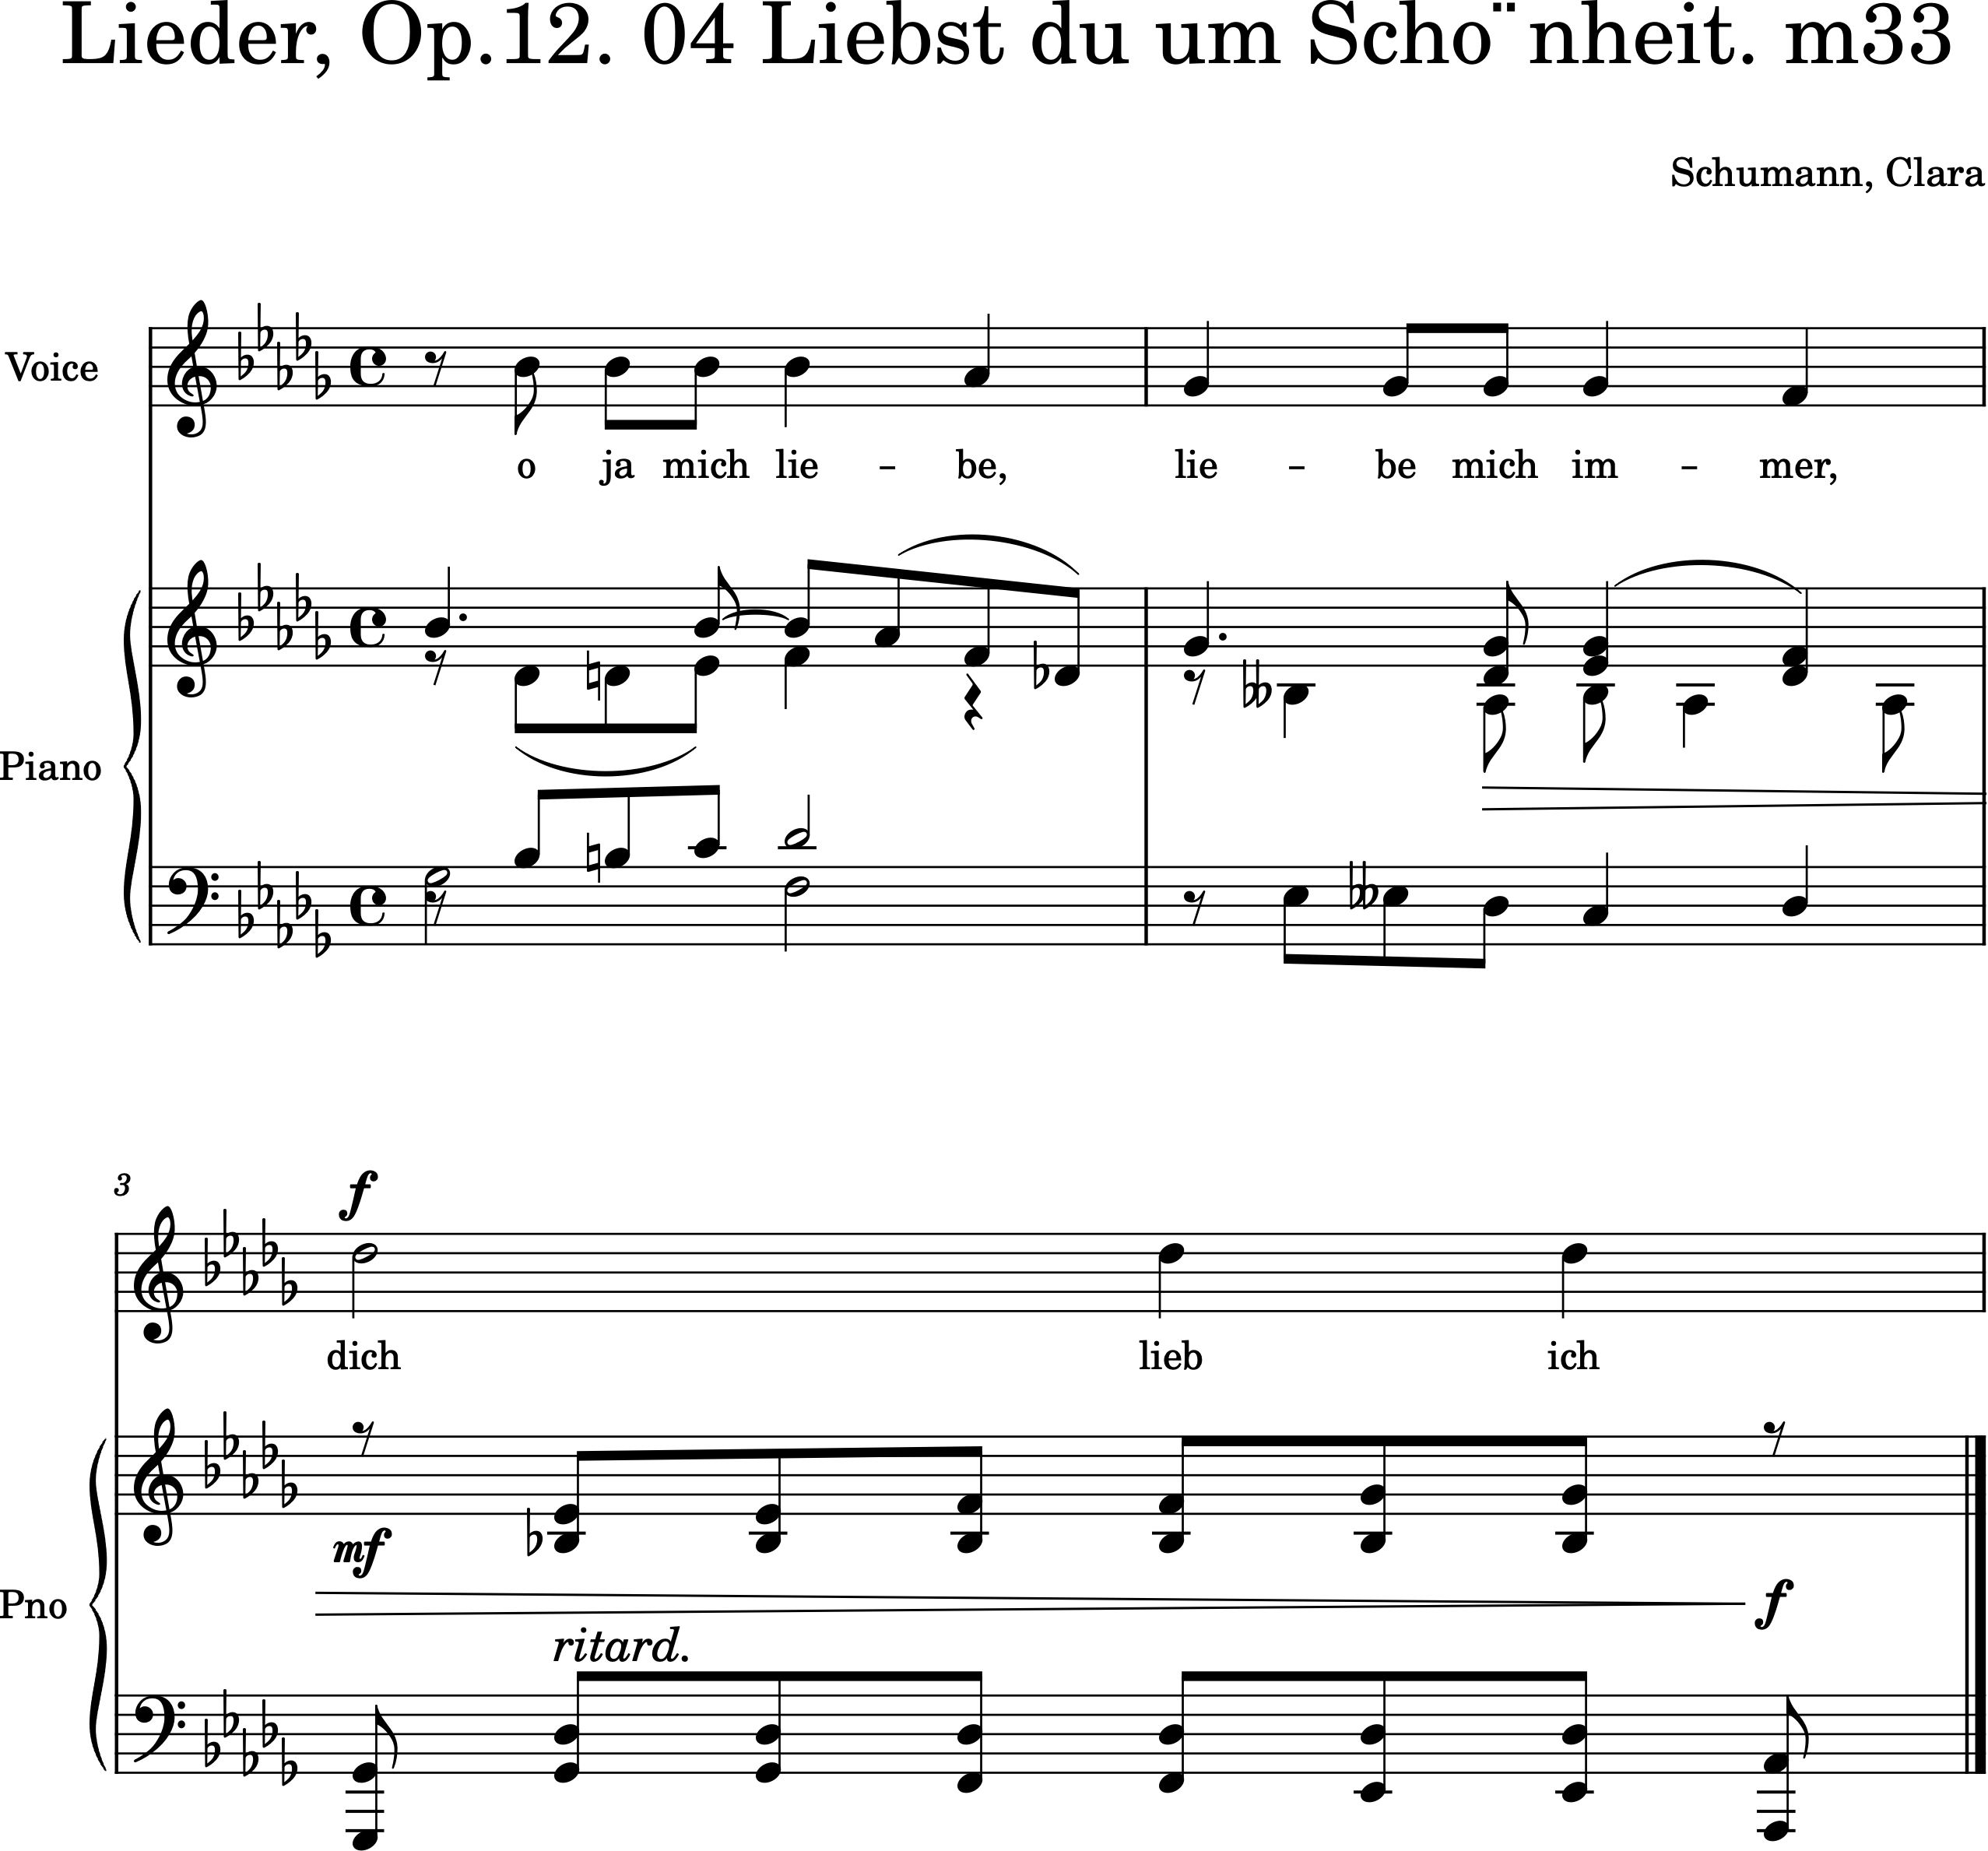 Lieder, Op.12. 04 Liebst du um Scho¨nheit. m33
Schumann, Clara
Voice
o ja mich lie - be, lie - be mich im - mer,
Piano
3
f
dich lieb ich
mf
Pno
f
ritard.